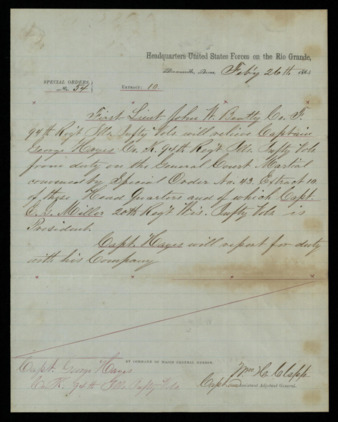 Headquarters United States Forces on the Rio Grande,
Brownsville, Texas, Feby 26th 186
SPECIAL ORDERS,
No. 54
EXTRACT: 10
First Lieut John W. Beatty Co. F.
94th Reg't Ills. Infty Vols will relieve Captain
George Hayes Co. K. 94th Reg't. Ills. Infty Vols
from duty on the General Court Martial
convened by Special Order No. 43. Extract 10.
of these Head Quarters and of which Capt.
C. C. Miller 20th Reg't Wis. Infty Vols is
President.
Capt. Hayes will report for duty
with his Company
BY COMMAND OF MAJOR GENERAL
Capt. George Hayes
Co. K. 94th Ills. Infty Vols
Wm H. Clapp
Capt. Assistant Adjutant General.